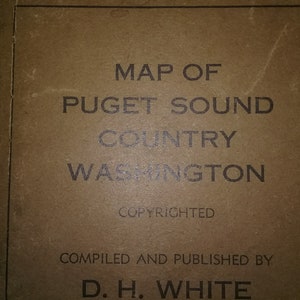 MAP OF
PUGET SOUND
COUNTRY
WASHINGTON
COPYRIGHTED
COMPILED AND PUBLISHED BY
D. H. WHITE